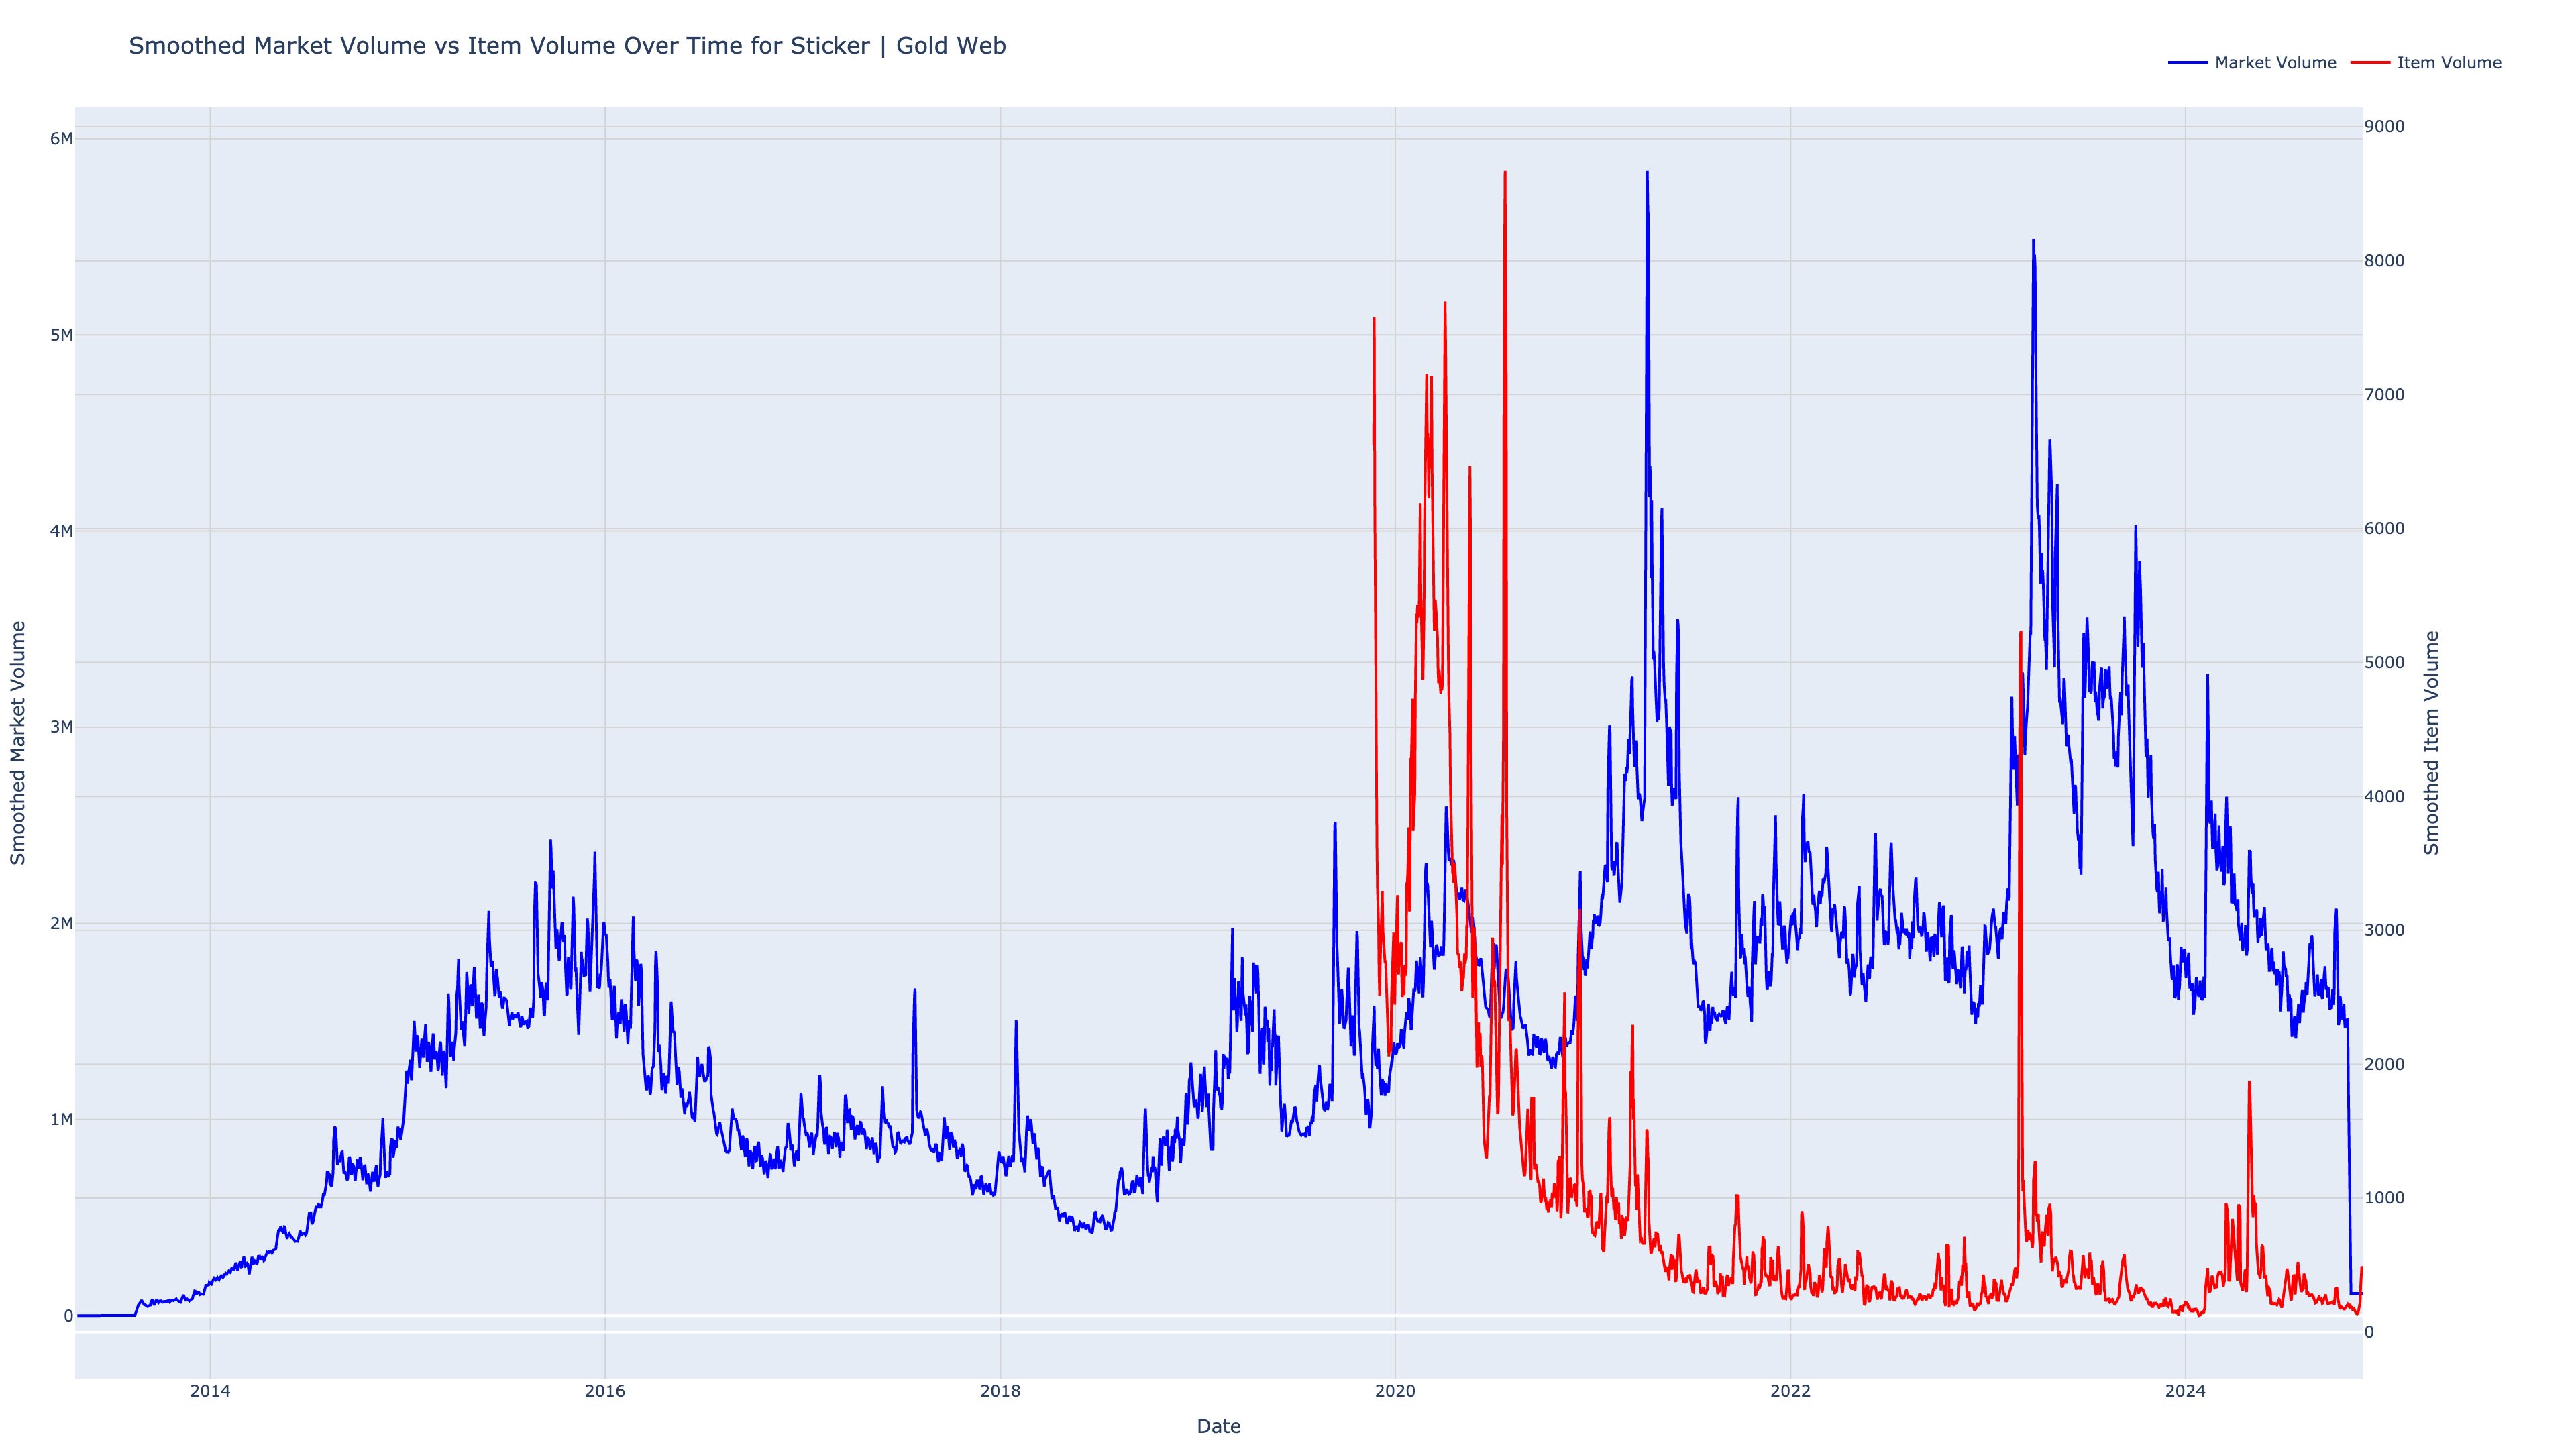 Smoothed Market Volume vs Item Volume Over Time for Sticker | Gold Web
Market Volume
Item Volume
6M
5M
4M
3M
2M
1M
0
Smoothed Market Volume
9000
8000
7000
6000
5000
4000
3000
2000
1000
0
Smoothed Item Volume
2014
2016
2018
2020
2022
2024
Date